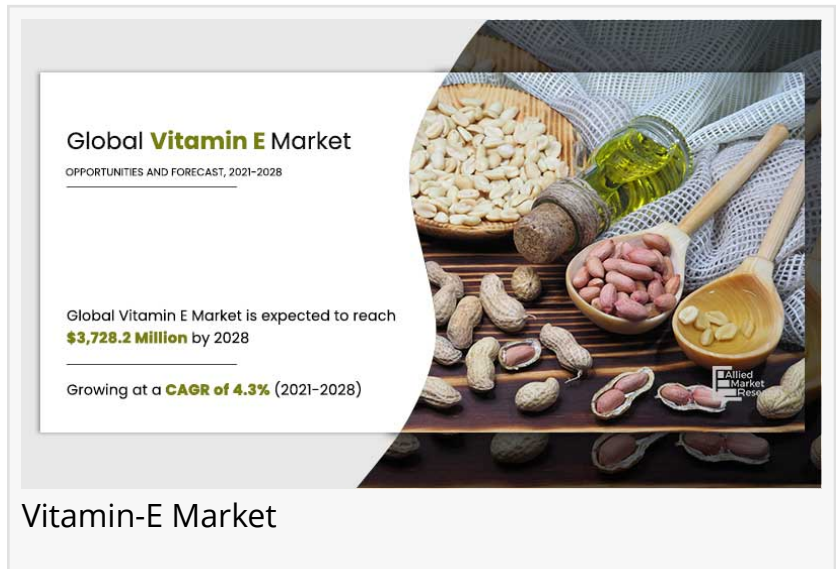 Global Vitamin E Market
OPPORTUNITIES AND FORECAST, 2021-2028
Global Vitamin E Market is expected to reach
$3,728.2 Million by 2028
Growing at a CAGR of 4.3% (2021-2028)
Allied
Market
Vitamin-E Market